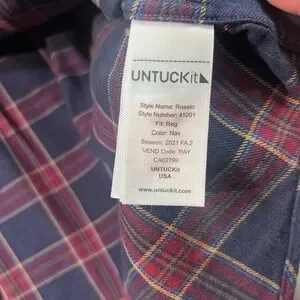 UNTUCKit
Style Name: Rosalo
Style Number: 41001
Fit: Reg
Color: Nav
Season: 2021 FA 2
VEND Code: RAY
CA62799
UNTUCKit
USA
www.untuckit.com